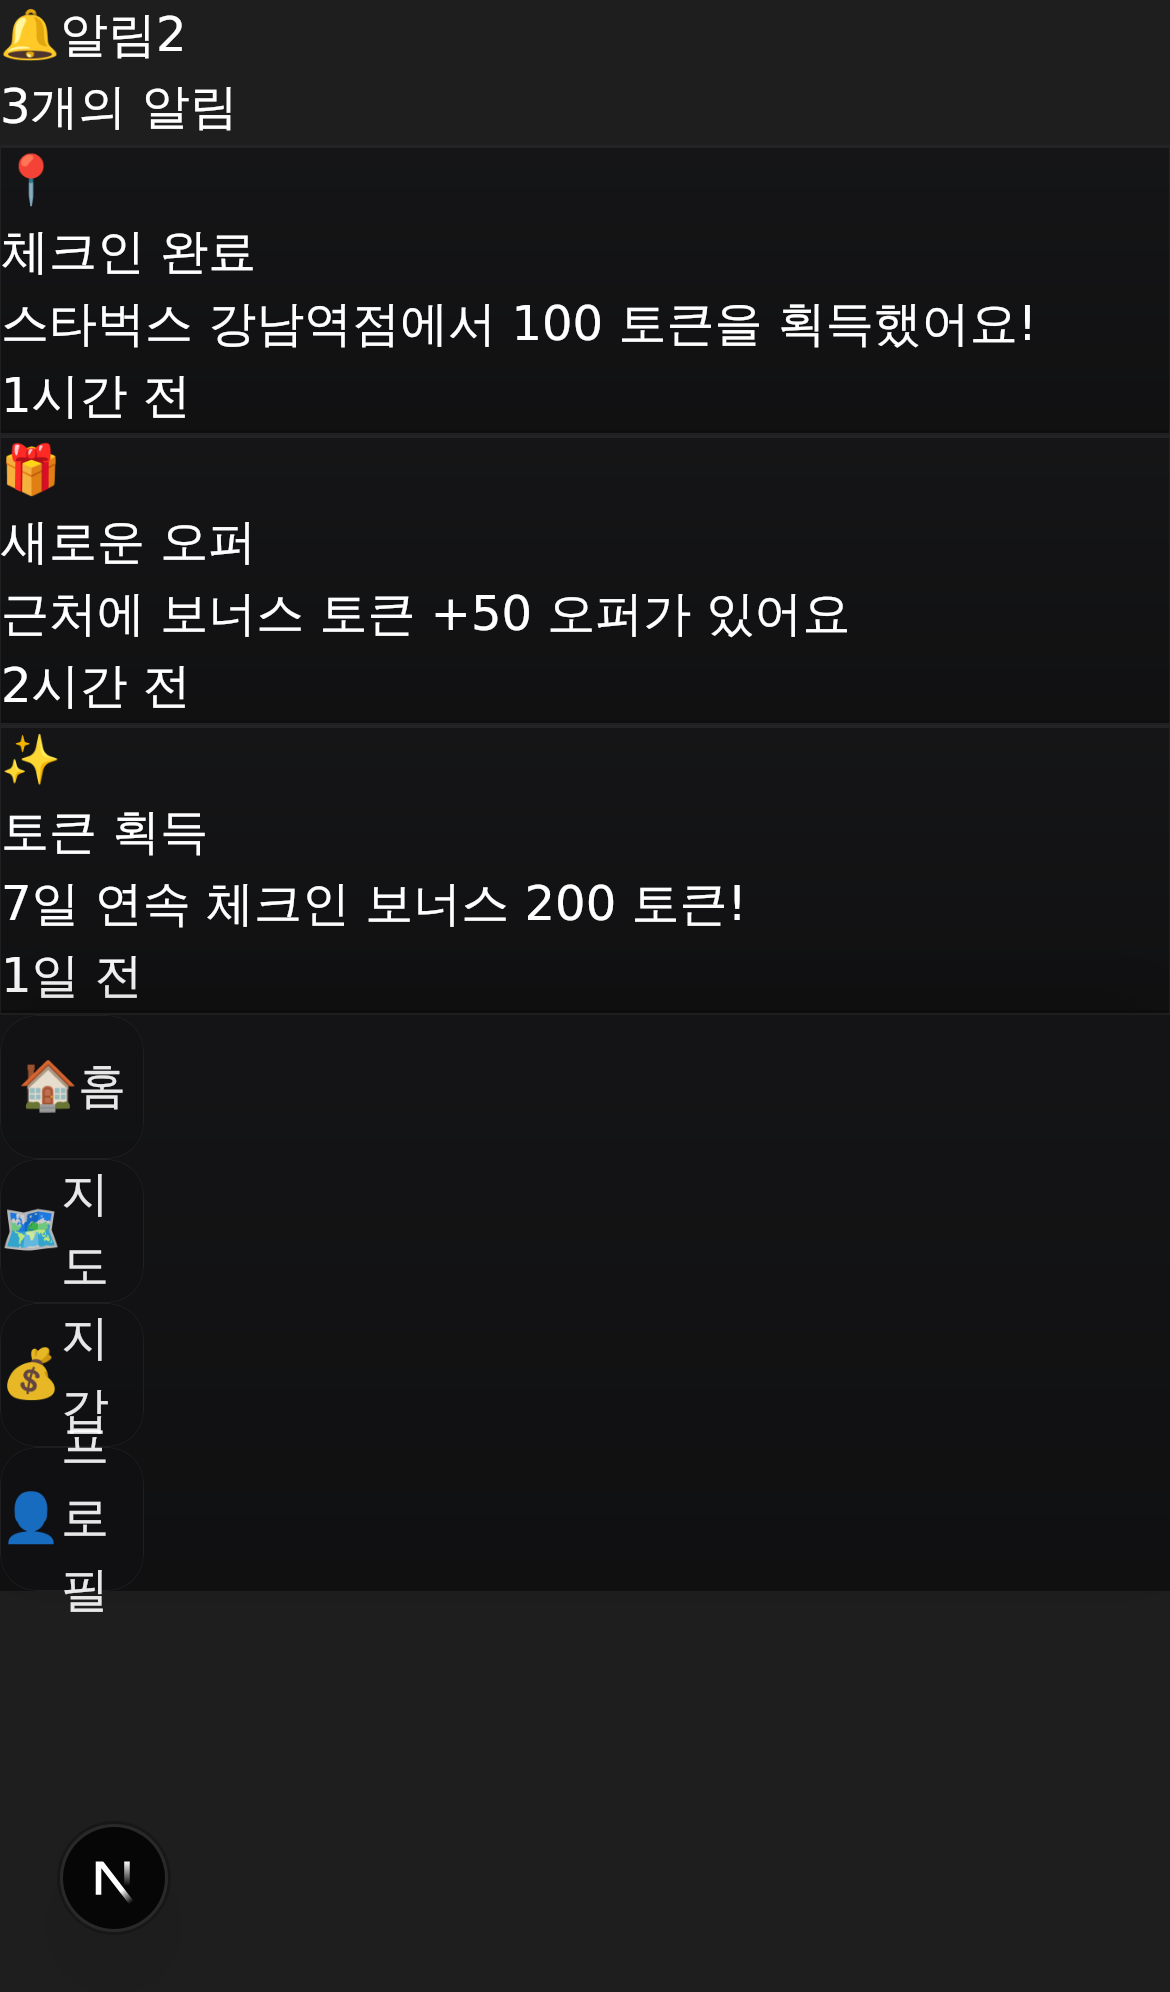 🔔알림2
3개의 알림
📍
체크인 완료
스타벅스 강남역점에서 100 토큰을 획득했어요!
1시간 전
🎁
새로운 오퍼
근처에 보너스 토큰 +50 오퍼가 있어요
2시간 전
✨
토큰 획득
7일 연속 체크인 보너스 200 토큰!
1일 전
🏠홈
🗺️지
도
💰지
갑
👤프
로
필
N